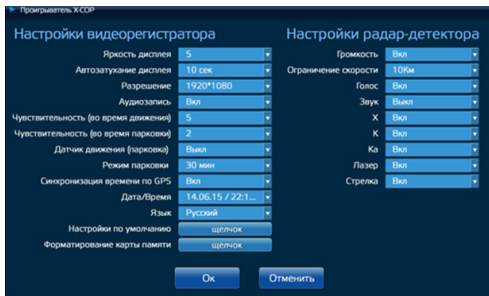 Проигрыватель X-COP
Настройки видеорегистратора
Яркость дисплея 5
Автозатухание дисплея 10 сек
Разрешение 1920*1080
Аудиозапись Вкл
Чувствительность (во время движения) 5
Чувствительность (во время парковки) 2
Датчик движения (парковка) Выкл
Режим парковки 30 мин
Синхронизация времени по GPS Вкл
Дата/Время 14.06.15 / 22:1...
Язык Русский
Настройки по умолчанию щелчок
Форматирование карты памяти щелчок
Настройки радар-детектора
Громкость Вкл
Ограничение скорости 10Км
Голос Вкл
Звук Выкл
X Вкл
K Вкл
Ka Вкл
Лазер Вкл
Стрелка Вкл
Ок Отменить